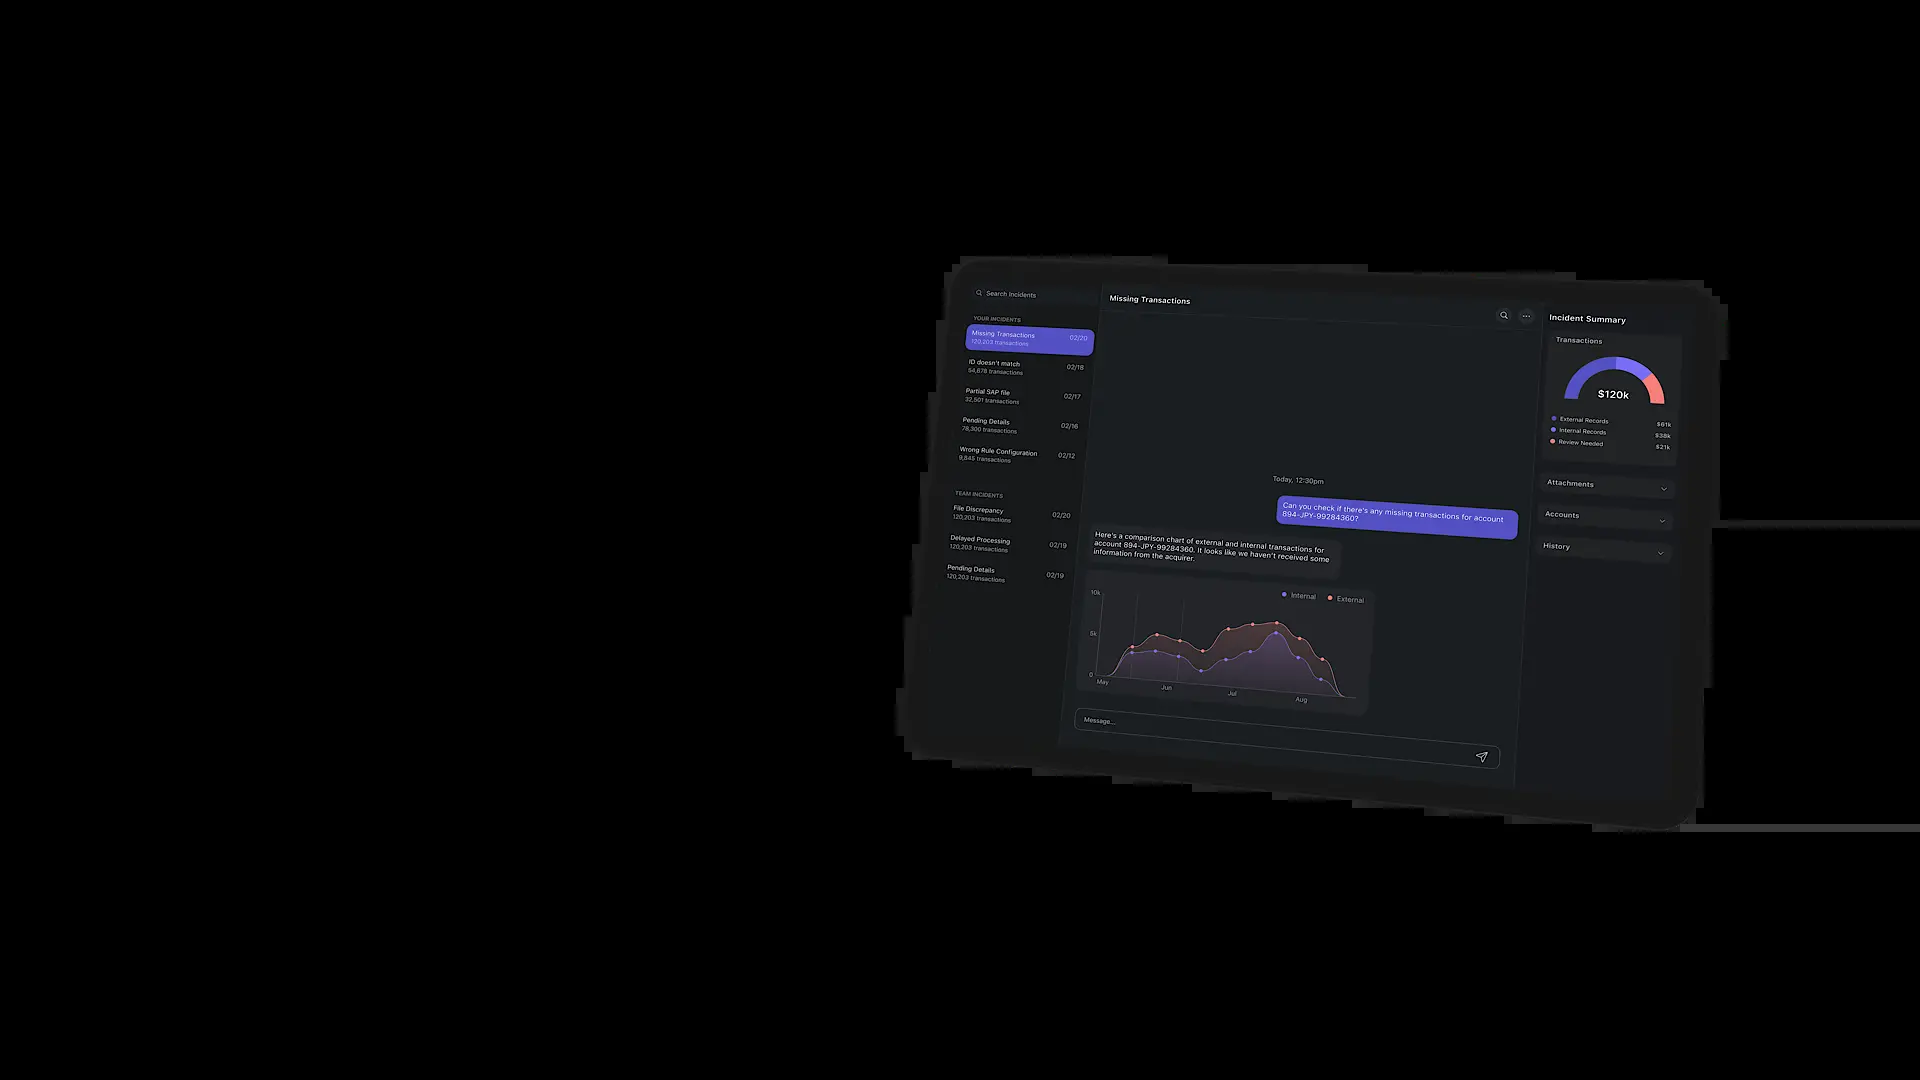 Search Incidents
YOUR INCIDENTS
Missing Transactions
02/20
120,203 transactions
ID doesn't match
02/18
54,678 transactions
Partial SAP file
02/17
32,501 transactions
Pending Details
02/16
78,300 transactions
Wrong Rule Configuration
02/12
9,845 transactions
TEAM INCIDENTS
File Discrepancy
02/20
120,203 transactions
Delayed Processing
02/19
120,203 transactions
Pending Details
02/19
120,203 transactions
Missing Transactions
Today, 12:30pm
Can you check if there's any missing transactions for account
894-JPY-99284360?
Here's a comparison chart of external and internal transactions for
account 894-JPY-99284360. It looks like we haven't received some
information from the acquirer.
Internal
External
10k
5k
0
May
Jun
Jul
Aug
Message...
Incident Summary
Transactions
$120k
External Records
$61k
Internal Records
$38k
Review Needed
$21k
Attachments
Accounts
History